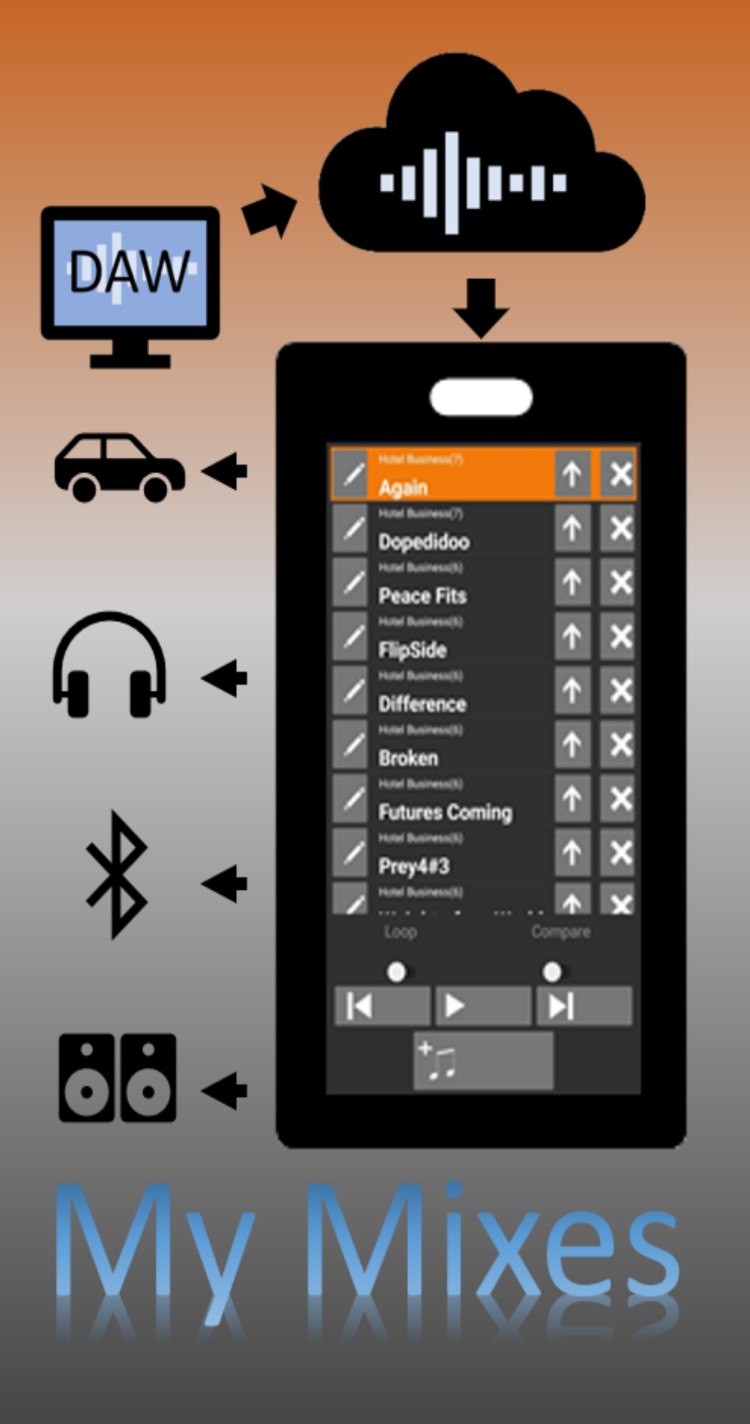 DAW
Hotel Business(7)
Again
Hotel Business(7)
Dopedidoo
Hotel Business(6)
Peace Fits
Hotel Business(6)
FlipSide
Hotel Business(6)
Difference
Hotel Business(6)
Broken
Hotel Business(6)
Futures Coming
Hotel Business(6)
Prey4#3
Hotel Business(6)
Loop Compare
My Mixes